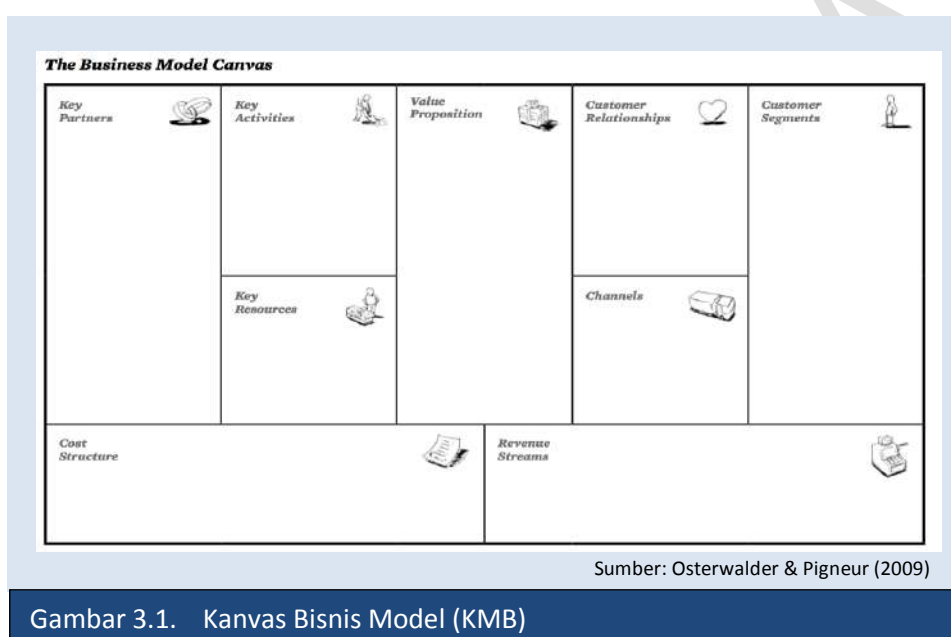 The Business Model Canvas
Key
Partners
Key
Activities
Value
Proposition
Customer
Relationships
Customer
Segments
Key
Resources
Channels
Cost
Structure
Revenue
Streams
Sumber: Osterwalder & Pigneur (2009)
Gambar 3.1. Kanvas Bisnis Model (KMB)